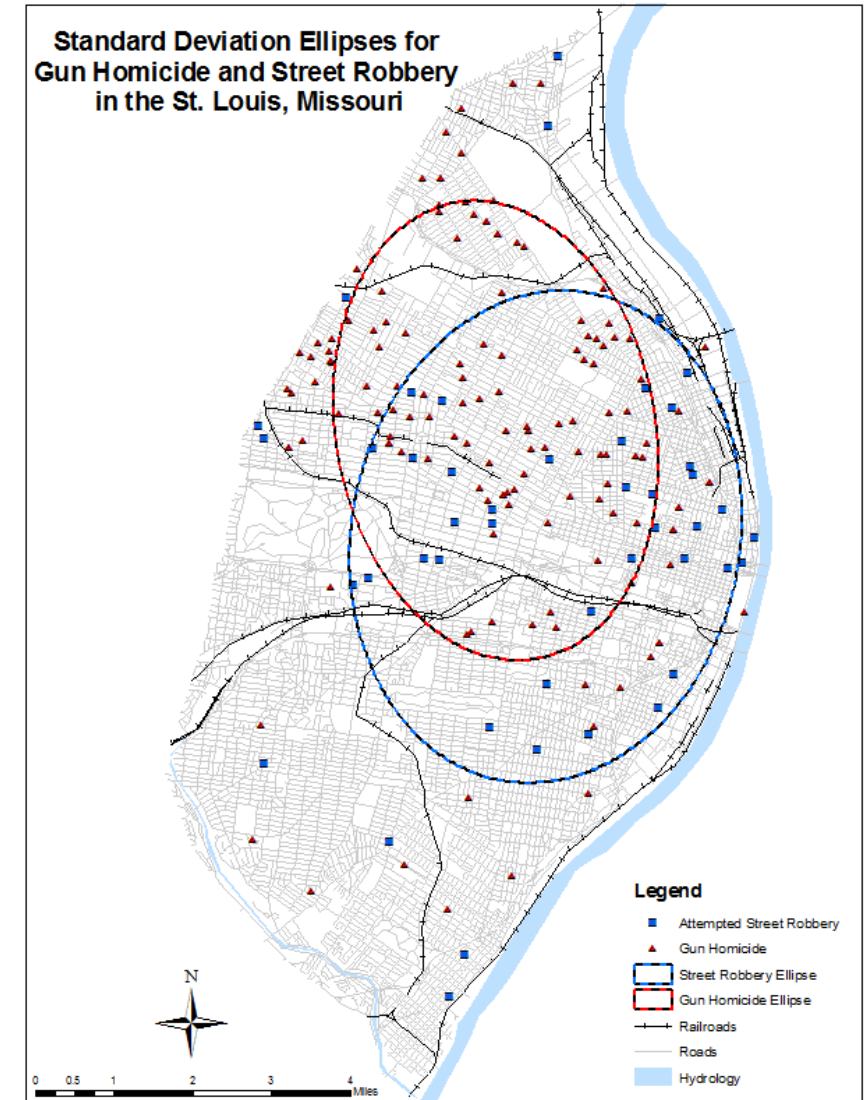 Standard Deviation Ellipses for
Gun Homicide and Street Robbery
in the St. Louis, Missouri
Legend
Attempted Street Robbery
Gun Homicide
Street Robbery Ellipse
Gun Homicide Ellipse
Railroads
Roads
Hydrology
N
0 0.5 1 2 3 4
Miles